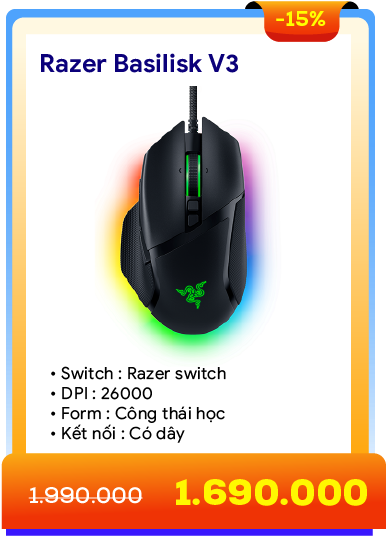 -15%
Razer Basilisk V3
• Switch : Razer switch
• DPI : 26000
• Form : Công thái học
• Kết nối : Có dây
1.990.000 1.690.000